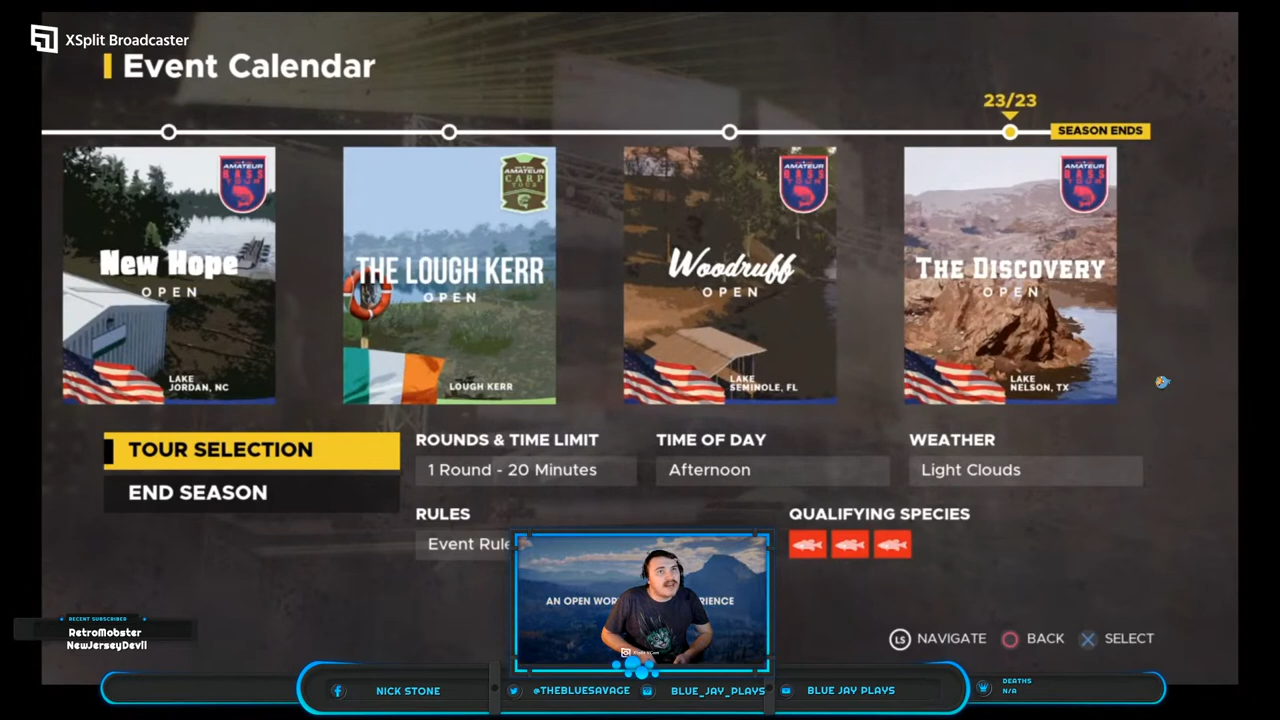 XSplit Broadcaster
Event Calendar
23/23
SEASON ENDS
AMATEUR
BASS
TOUR
New Hope
OPEN
LAKE
JORDAN, NC
AMATEUR
CARP
TOUR
THE LOUGH KERR
OPEN
LOUGH KERR
AMATEUR
BASS
TOUR
Woodruff
OPEN
LAKE
SEMINOLE, FL
AMATEUR
BASS
TOUR
THE DISCOVERY
OPEN
LAKE
NELSON, TX
TOUR SELECTION
END SEASON
ROUNDS & TIME LIMIT
1 Round - 20 Minutes
TIME OF DAY
Afternoon
WEATHER
Light Clouds
RULES
Event Rule
QUALIFYING SPECIES
AN OPEN WOR
RIENCE
RECENT SUBSCRIBER
RetroMobster
NewJerseyDevil
LS NAVIGATE
BACK
SELECT
NICK STONE
@THEBLUESAVAGE
BLUE_JAY_PLAYS
BLUE JAY PLAYS
DEATHS
N/A